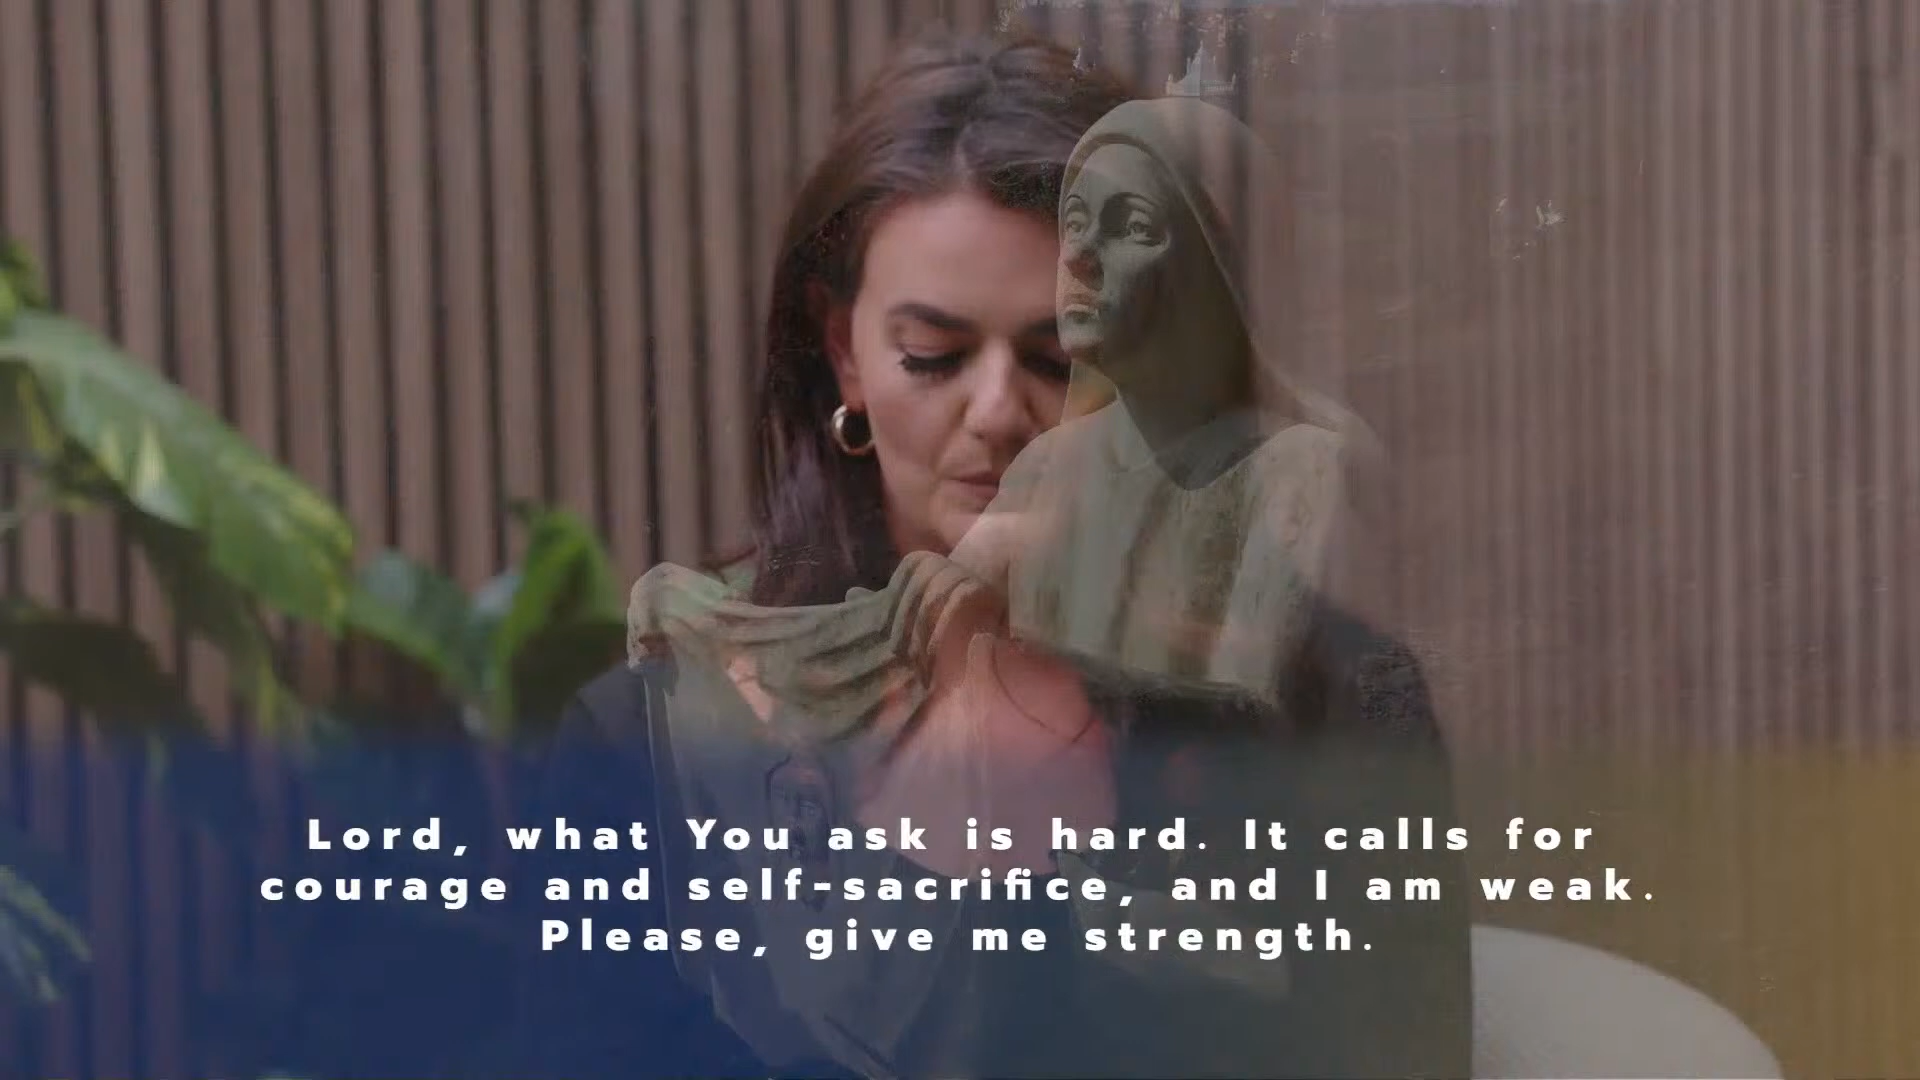 Lord, what You ask is hard. It calls for
courage and self-sacrifice, and I am weak.
Please, give me strength.